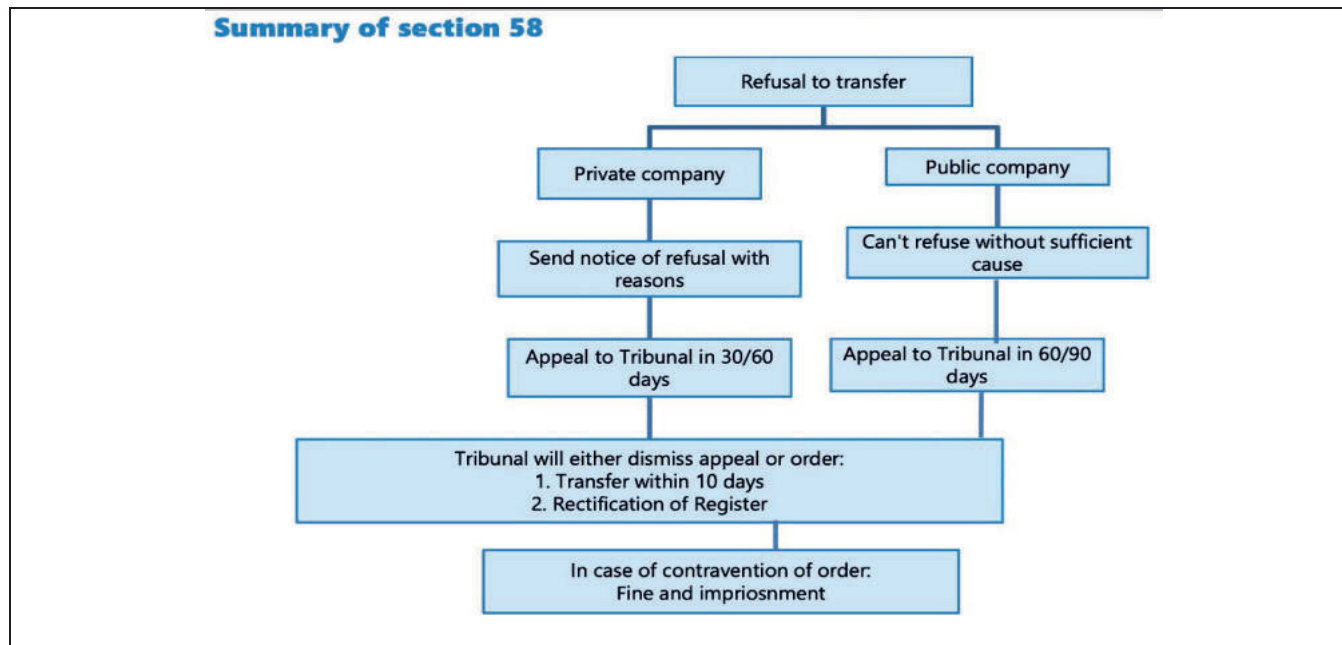 Summary of section 58
Refusal to transfer
Private company
Public company
Send notice of refusal with
reasons
Can't refuse without sufficient
cause
Appeal to Tribunal in 30/60
days
Appeal to Tribunal in 60/90
days
Tribunal will either dismiss appeal or order:
1. Transfer within 10 days
2. Rectification of Register
In case of contravention of order:
Fine and impriosnment